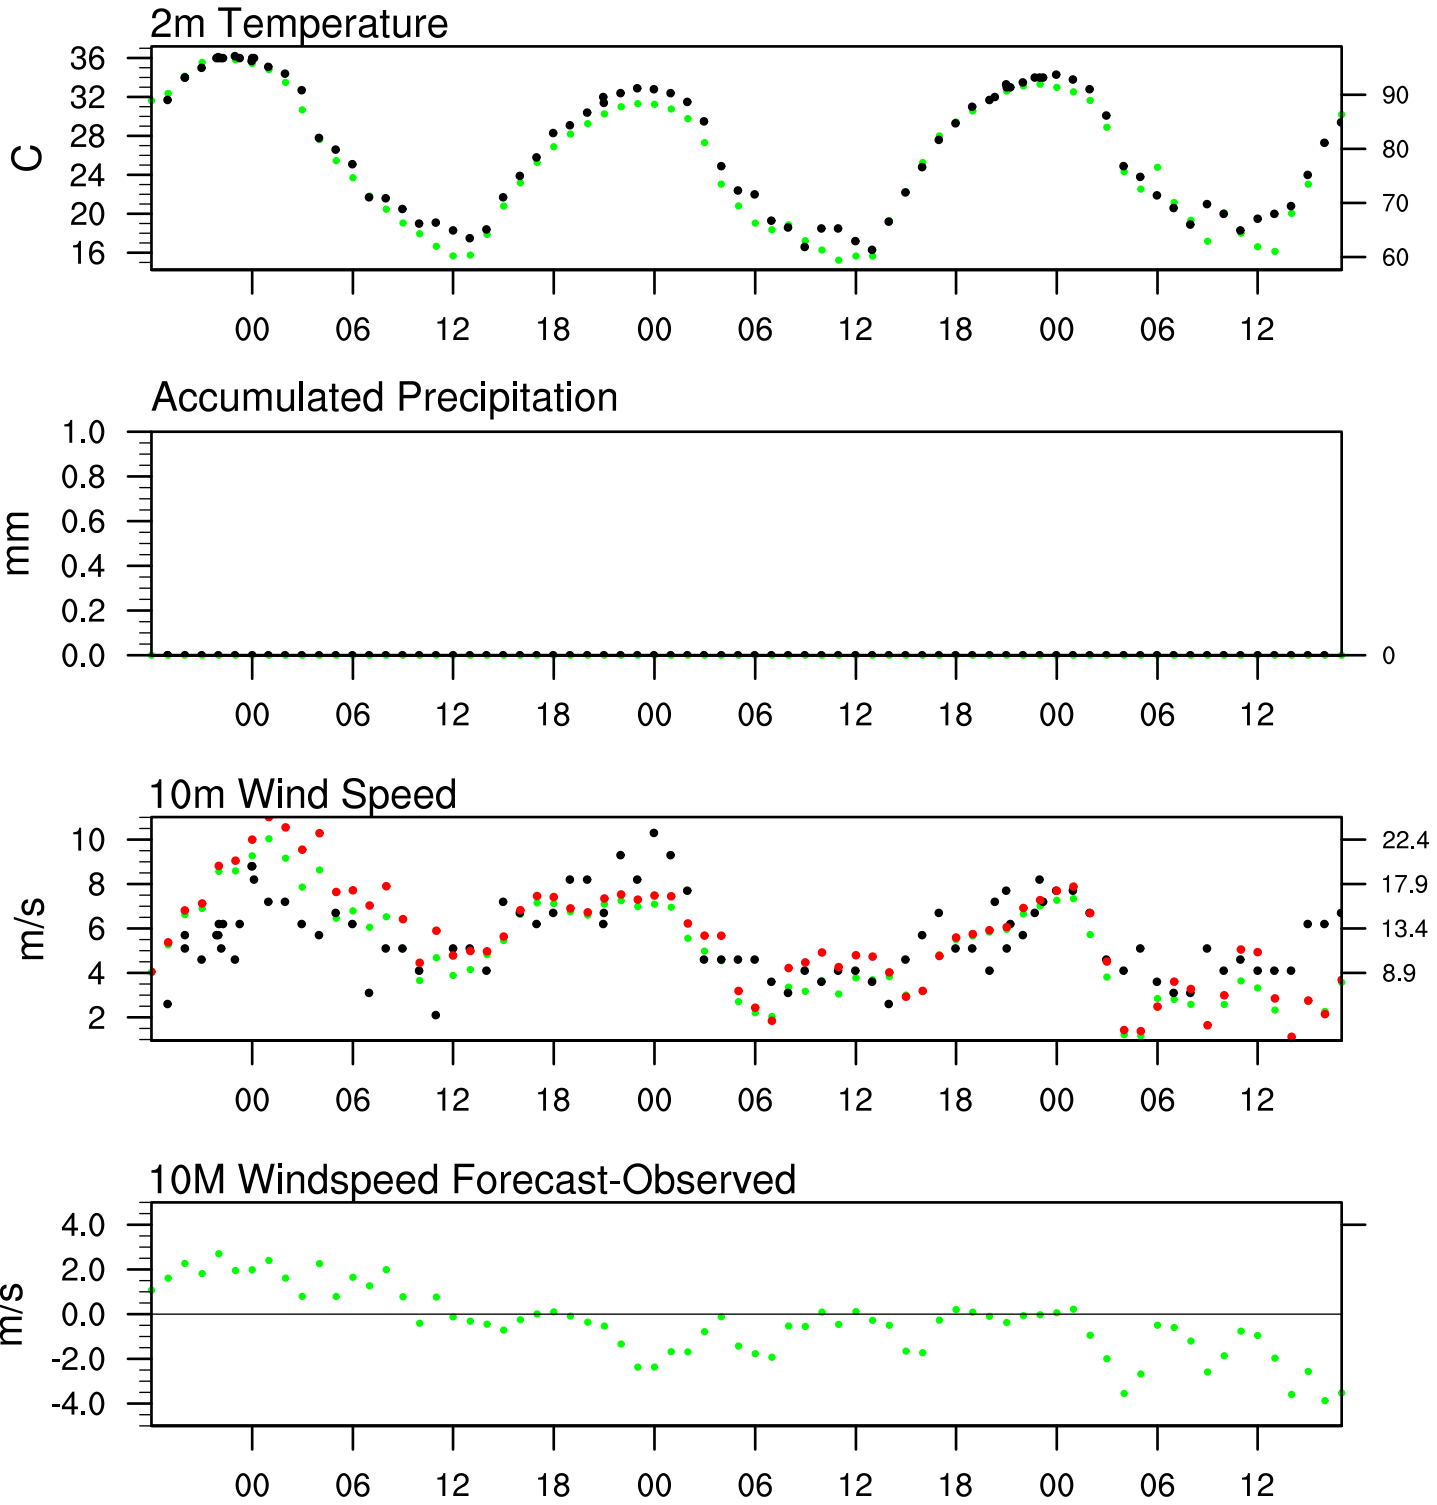 2m Temperature
36
32
28
24
20
16
C
90
80
70
60
00 06 12 18 00 06 12 18 00 06 12
Accumulated Precipitation
1.0
0.8
0.6
0.4
0.2
0.0
mm
0
00 06 12 18 00 06 12 18 00 06 12
10m Wind Speed
10
8
6
4
2
m/s
22.4
17.9
13.4
8.9
00 06 12 18 00 06 12 18 00 06 12
10M Windspeed Forecast-Observed
4.0
2.0
0.0
-2.0
-4.0
m/s
00 06 12 18 00 06 12 18 00 06 12